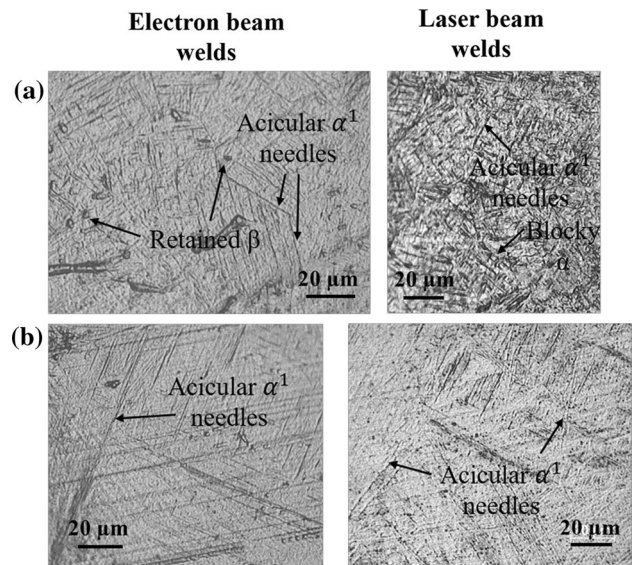 Electron beam
welds
Laser beam
welds
(a)
Acicular α¹
needles
Retained β
20 μm
Acicular α¹
needles
Blocky
α
20 μm
(b)
Acicular α¹
needles
20 μm
Acicular α¹
needles
20 μm